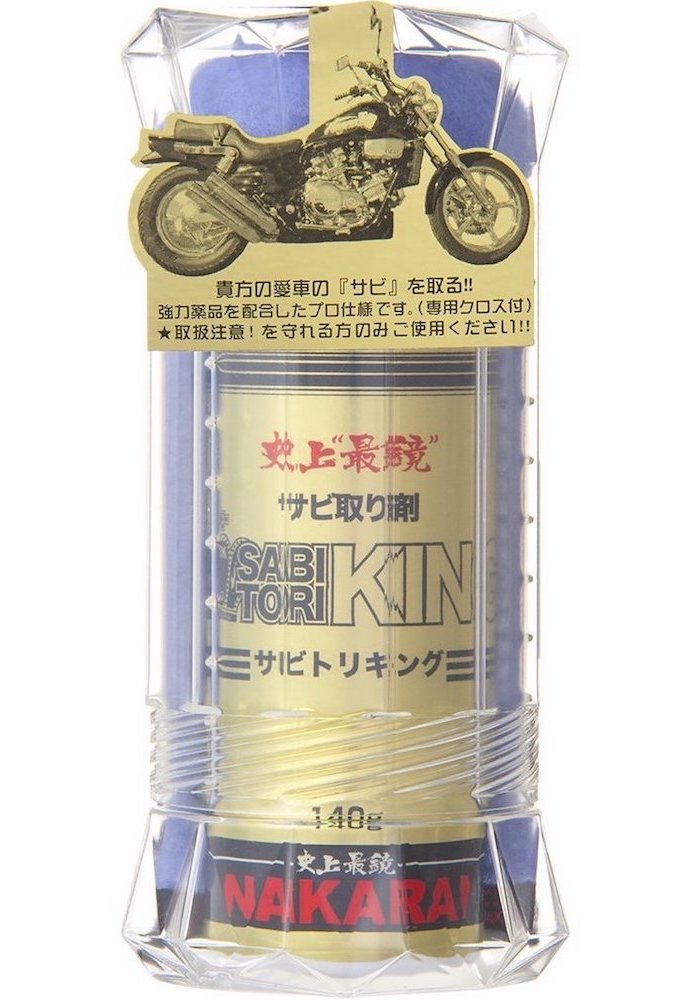 貴方の愛車の『サビ』を取る!!
強力薬品を配合したプロ仕様です。(専用クロス付)
★取扱注意!を守れる方のみご使用ください!!
史上"最鏡"
サビ取り剤
SABI
TORI
KIN
サビトリキング
140g
-史上最鏡-
NAKARAI